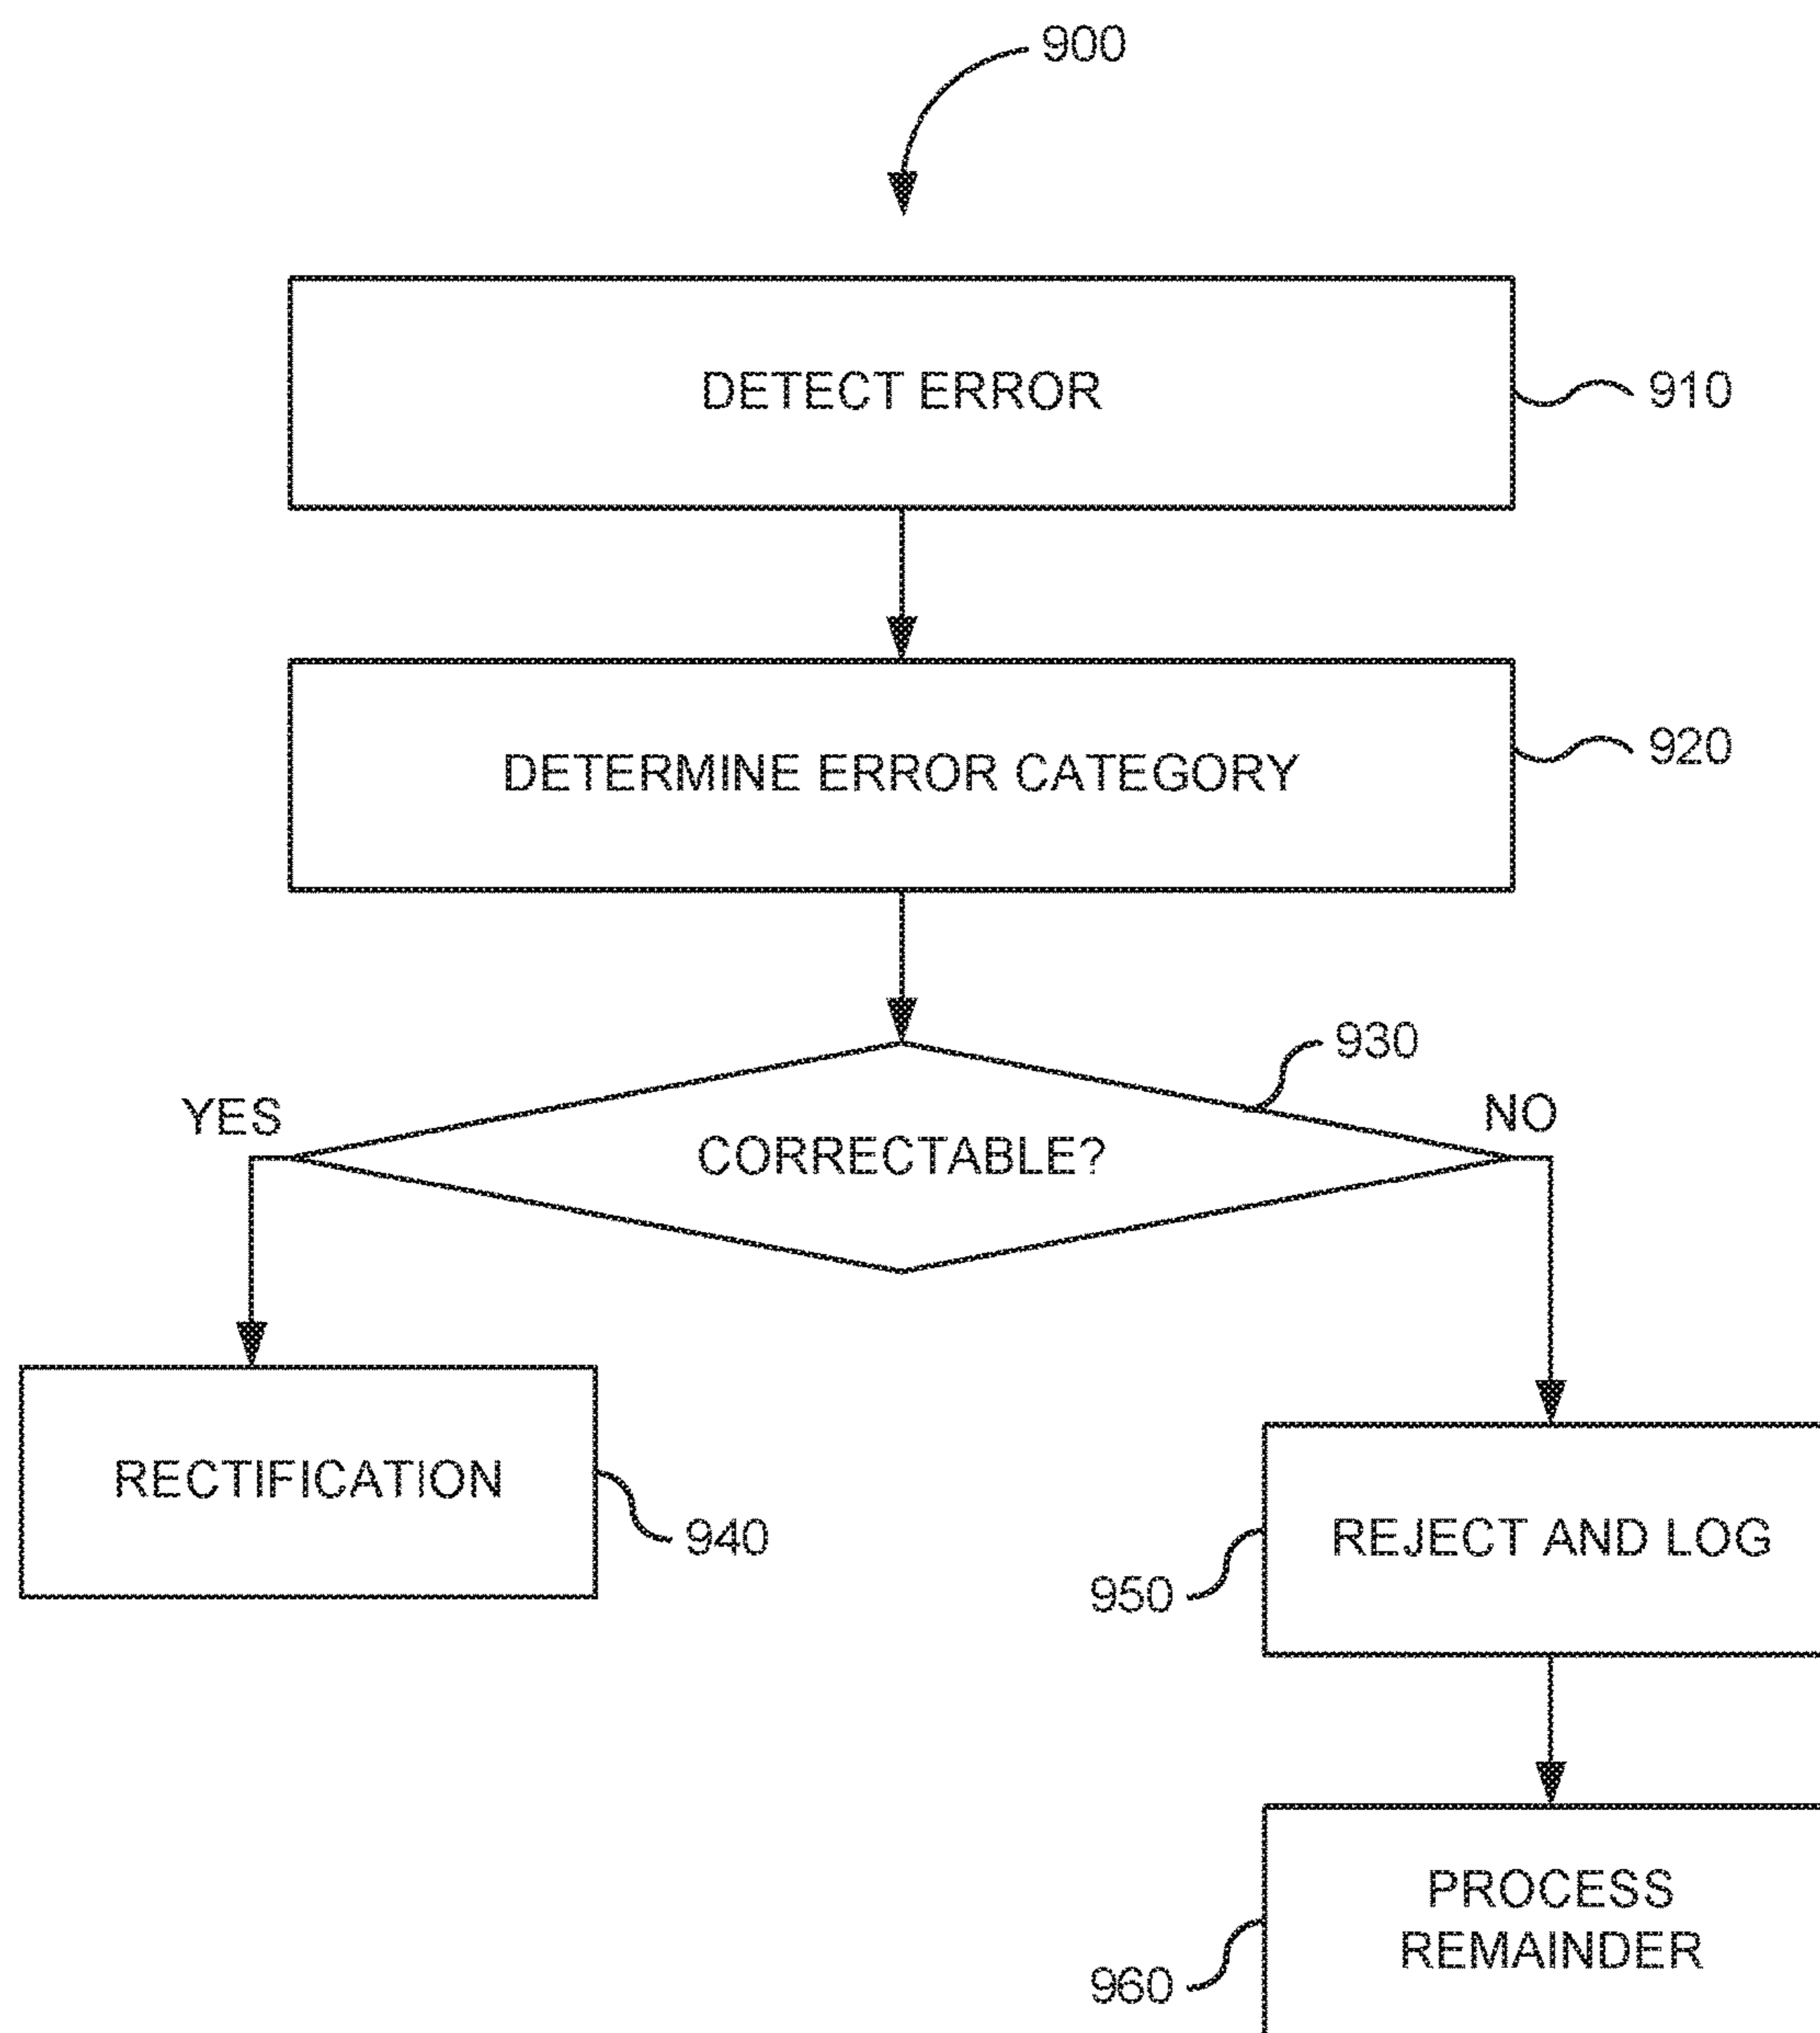 900
DETECT ERROR
910
DETERMINE ERROR CATEGORY
920
930
YES
CORRECTABLE?
NO
RECTIFICATION
940
REJECT AND LOG
950
PROCESS
REMAINDER
960